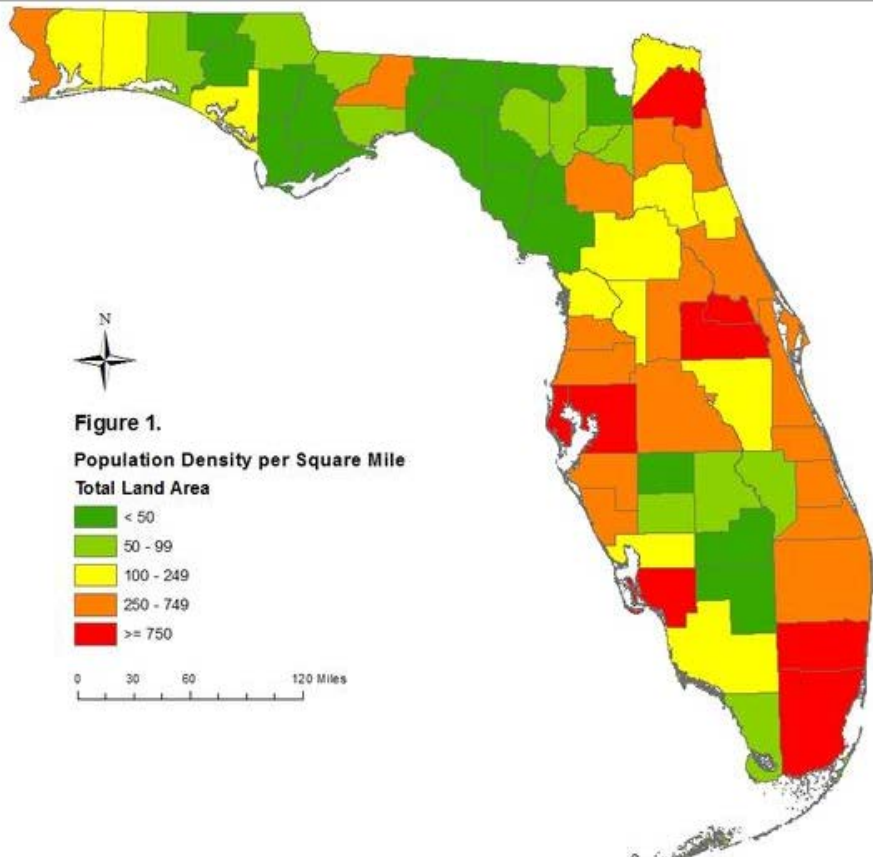 N
Figure 1.
Population Density per Square Mile
Total Land Area
< 50
50 - 99
100 - 249
250 - 749
>= 750
0 30 60 120 Miles